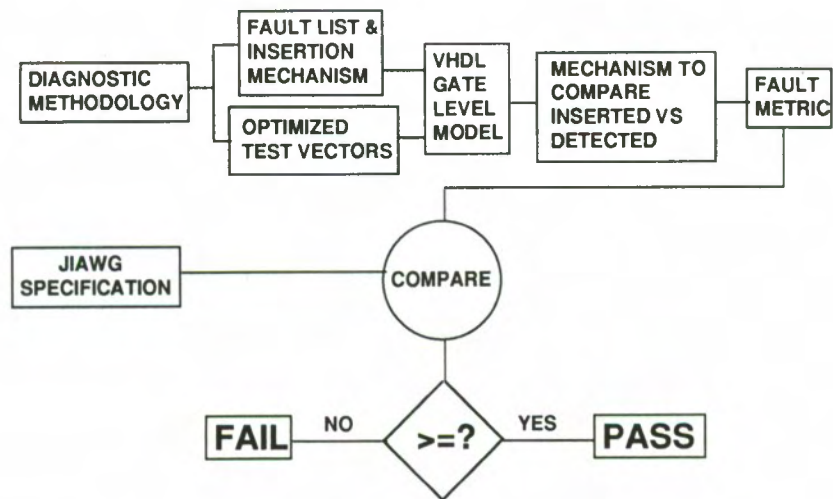 DIAGNOSTIC
METHODOLOGY
FAULT LIST &
INSERTION
MECHANISM
OPTIMIZED
TEST VECTORS
VHDL
GATE
LEVEL
MODEL
MECHANISM TO
COMPARE
INSERTED VS
DETECTED
FAULT
METRIC
JIAWG
SPECIFICATION
COMPARE
FAIL
NO
>=?
YES
PASS